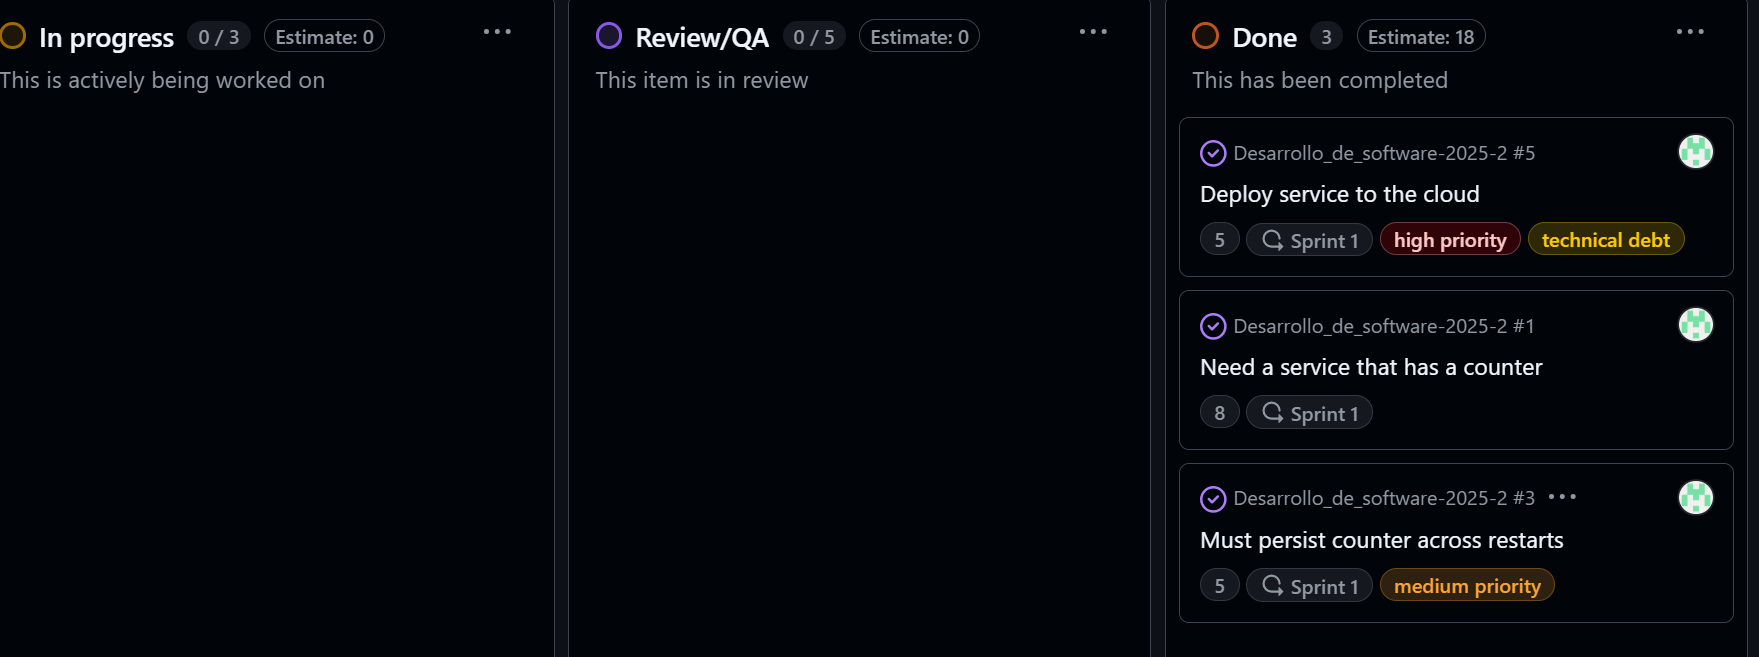 In progress 0 / 3 Estimate: 0
This is actively being worked on
Review/QA 0 / 5 Estimate: 0
This item is in review
Done 3 Estimate: 18
This has been completed
Desarrollo_de_software-2025-2 #5
Deploy service to the cloud
5 Sprint 1 high priority technical debt
Desarrollo_de_software-2025-2 #1
Need a service that has a counter
8 Sprint 1
Desarrollo_de_software-2025-2 #3
Must persist counter across restarts
5 Sprint 1 medium priority